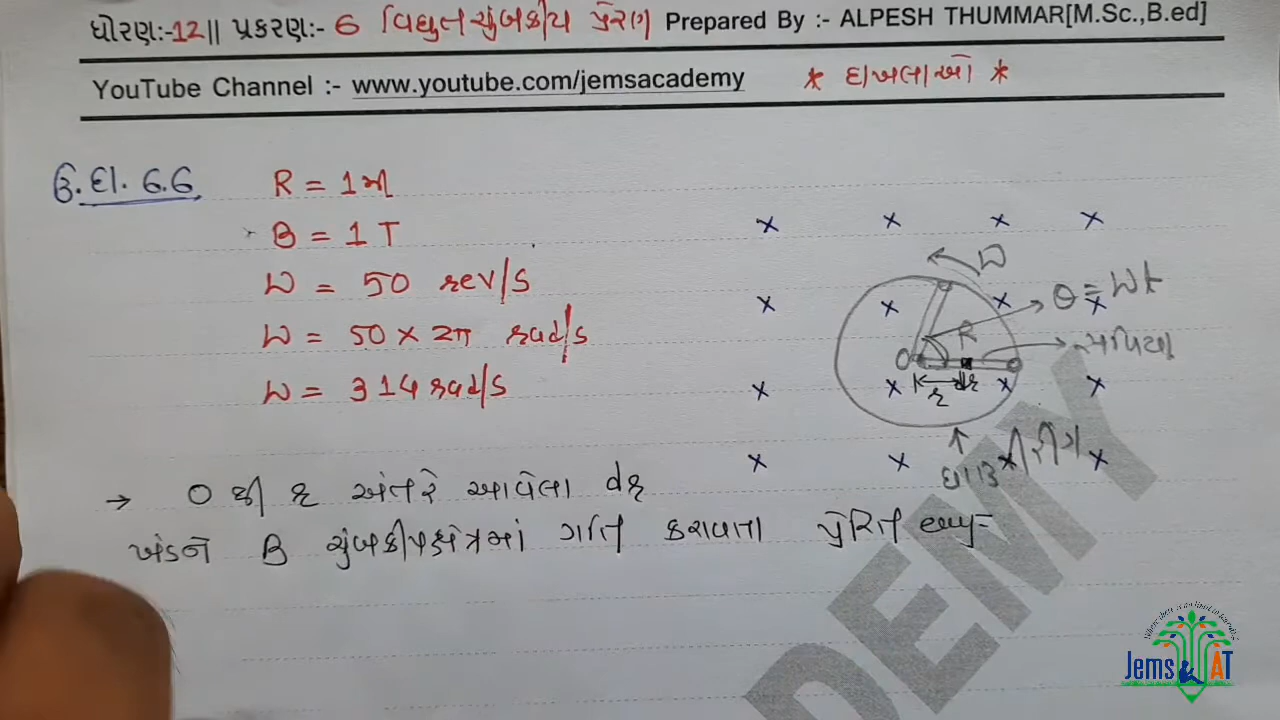 ધોરણ:-12 || પ્રકરણ:- 6 વિદ્યુતચુંબકીય પ્રેરણ Prepared By :- ALPESH THUMMAR[M.Sc.,B.ed]
YouTube Channel :- www.youtube.com/jemsacademy * દાખલાઓ *
ઉ.દા. 6.6
R = 1 m
B = 1 T
ω = 50 rev/s
ω = 50 × 2π rad/s
ω = 314 rad/s
× × × ×
ω
× × × ×
θ = ωt
R
O
× × ×
r dr
× × × ×
→ O થી r અંતરે આવેલા dr
ખંડને B ચુંબકીયક્ષેત્રમાં ગતિ કરાવતા પ્રેરિત emf
DEMY
Jems AT